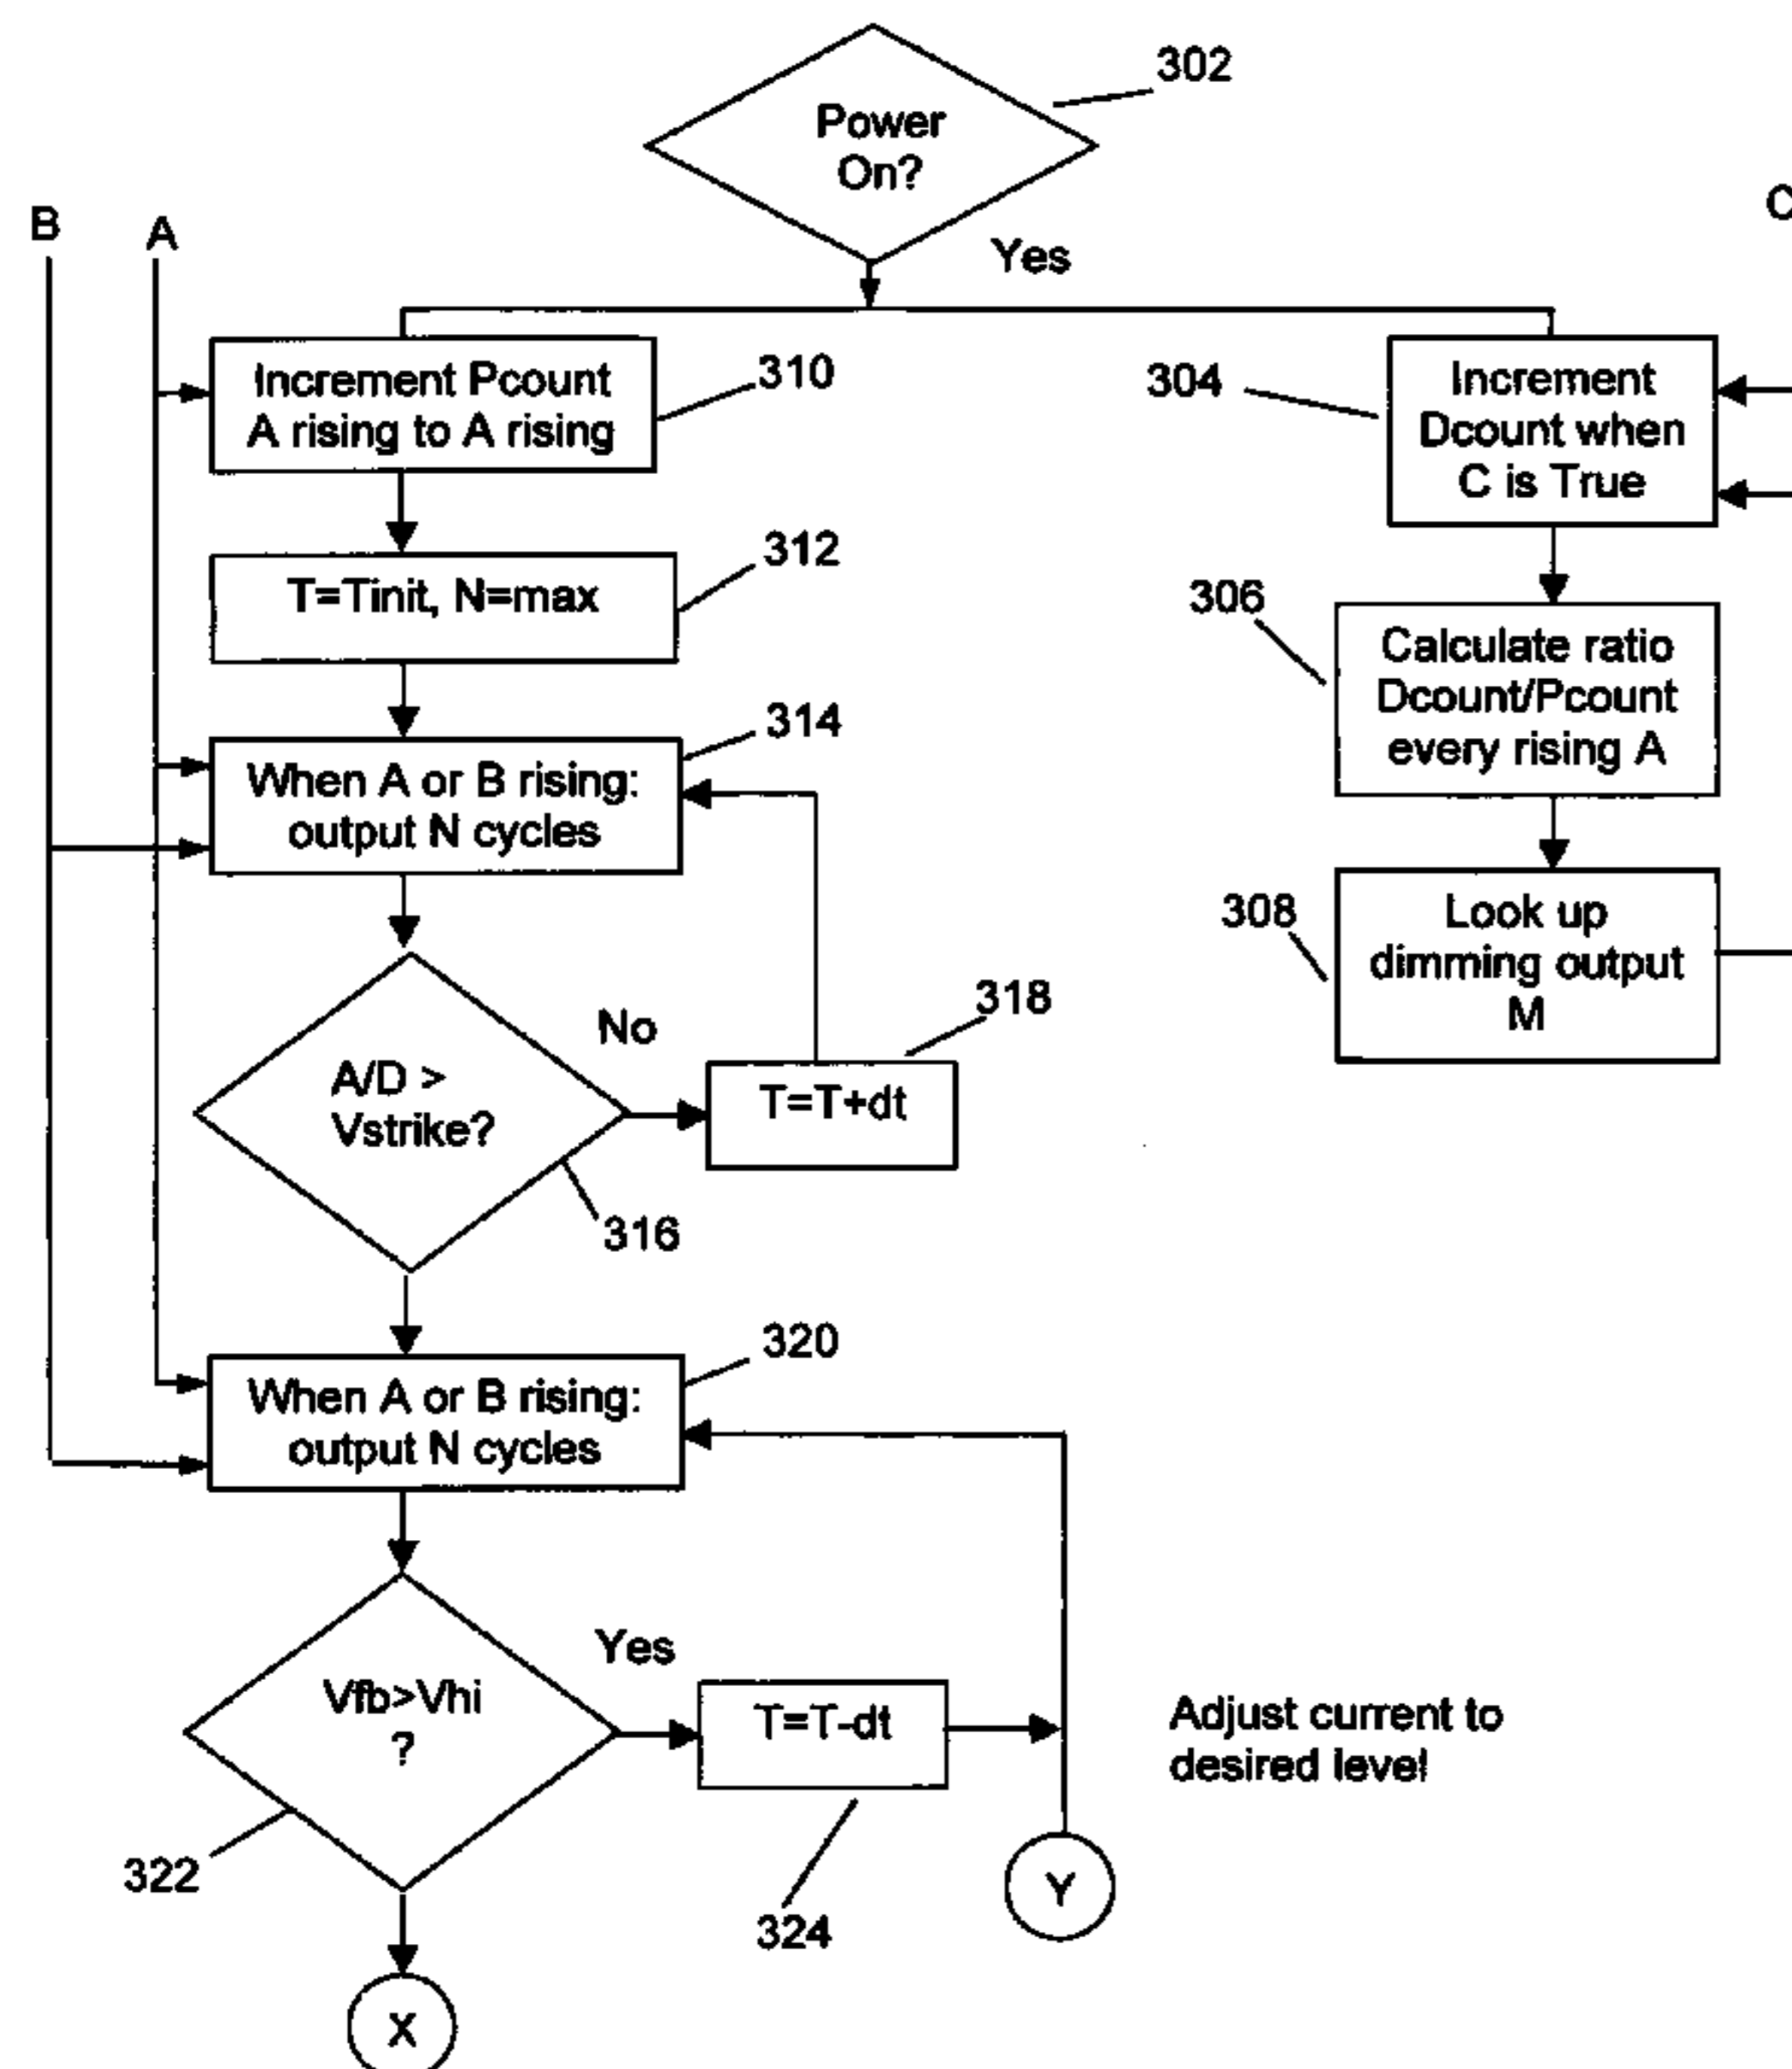 302
Power
On?
Yes
B
A
C
Increment Pcount
A rising to A rising
310
304
Increment
Dcount when
C is True
T=Tinit, N=max
312
306
Calculate ratio
Dcount/Pcount
every rising A
When A or B rising:
output N cycles
314
308
Look up
dimming output
M
A/D >
Vstrike?
No
316
318
T=T+dt
When A or B rising:
output N cycles
320
Vfb>Vhi
?
Yes
322
T=T-dt
324
Adjust current to
desired level
Y
X